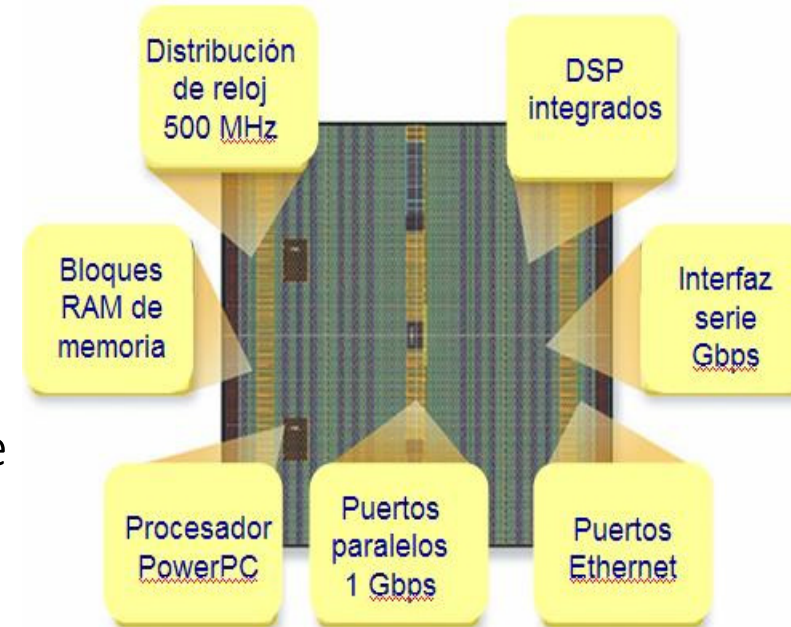 Distribución
de reloj
500 MHz
DSP
integrados
Bloques
RAM de
memoria
Interfaz
serie
Gbps
e
Procesador
PowerPC
Puertos
paralelos
1 Gbps
Puertos
Ethernet